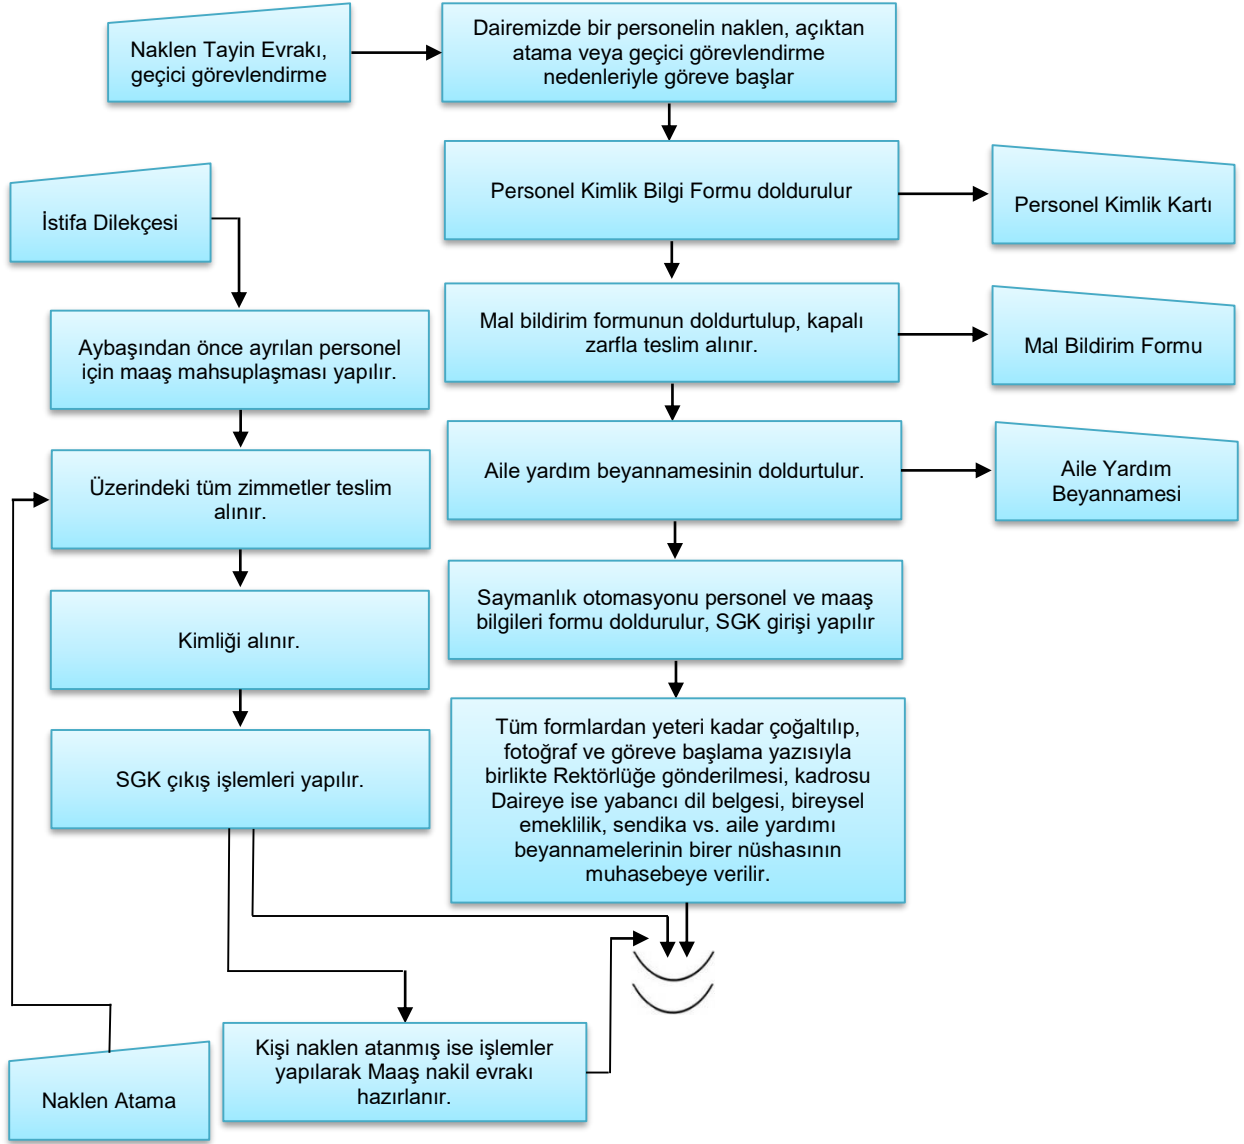 Naklen Tayin Evrakı,
geçici görevlendirme
Dairemizde bir personelin naklen, açıktan
atama veya geçici görevlendirme
nedenleriyle göreve başlar
Personel Kimlik Bilgi Formu doldurulur
Personel Kimlik Kartı
İstifa Dilekçesi
Mal bildirim formunun doldurtulup, kapalı
zarfla teslim alınır.
Mal Bildirim Formu
Aybaşından önce ayrılan personel
için maaş mahsuplaşması yapılır.
Aile yardım beyannamesinin doldurtulur.
Aile Yardım
Beyannamesi
Üzerindeki tüm zimmetler teslim
alınır.
Saymanlık otomasyonu personel ve maaş
bilgileri formu doldurulur, SGK girişi yapılır
Kimliği alınır.
Tüm formlardan yeteri kadar çoğaltılıp,
fotoğraf ve göreve başlama yazısıyla
birlikte Rektörlüğe gönderilmesi, kadrosu
Daireye ise yabancı dil belgesi, bireysel
emeklilik, sendika vs. aile yardımı
beyannamelerinin birer nüshasının
muhasebeye verilir.
SGK çıkış işlemleri yapılır.
Kişi naklen atanmış ise işlemler
yapılarak Maaş nakil evrakı
hazırlanır.
Naklen Atama